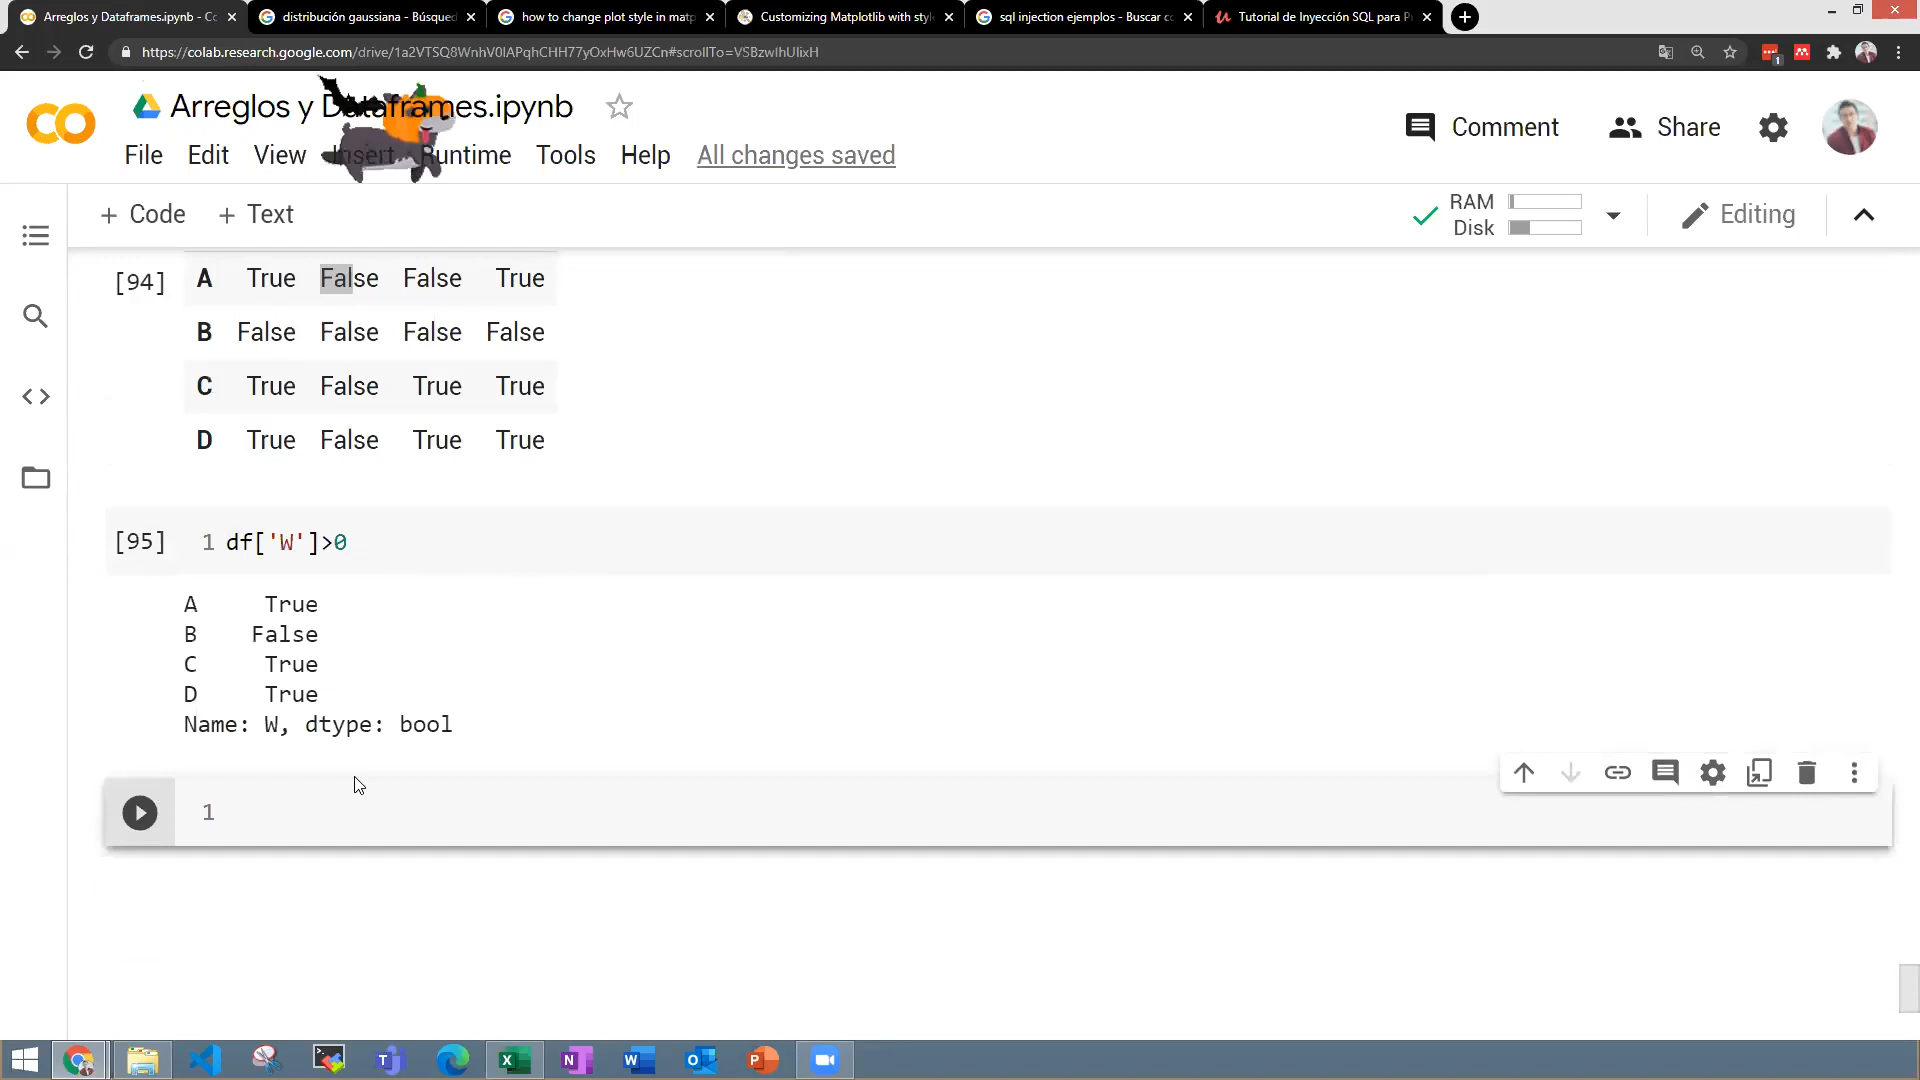 Arreglos y Dataframes.ipynb - Co
distribución gaussiana - Búsqued
how to change plot style in matp
Customizing Matplotlib with styl
sql injection ejemplos - Buscar co
Tutorial de Inyección SQL para P
https://colab.research.google.com/drive/1a2VTSQ8WnhV0lAPqhCHH77yOxHw6UZCn#scrollTo=VSBzwIhUlixH
1
CO
Arreglos y Dataframes.ipynb
Comment
Share
File Edit View Insert Runtime Tools Help All changes saved
+ Code + Text
RAM
Disk
Editing
[94] A True False False True
B False False False False
C True False True True
D True False True True
[95] 1 df['W']>0
A True
B False
C True
D True
Name: W, dtype: bool
1